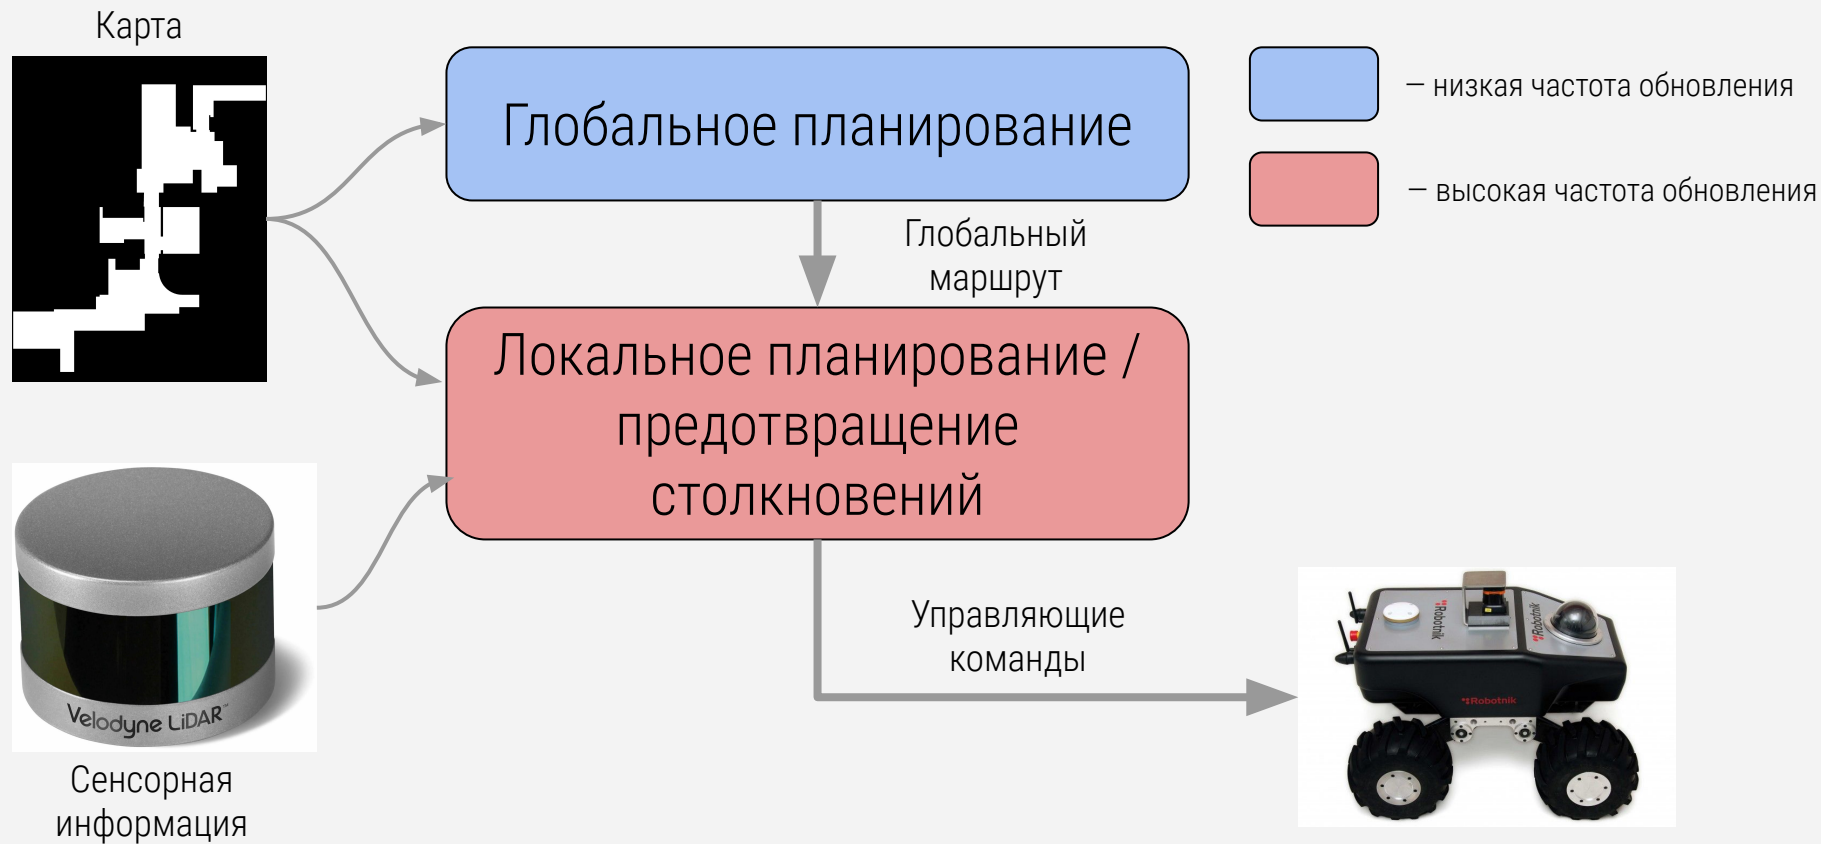 Карта
Глобальное планирование
— низкая частота обновления
— высокая частота обновления
Глобальный
маршрут
Локальное планирование /
предотвращение
столкновений
Управляющие
команды
Velodyne LiDAR™
Сенсорная
информация
Robotnik
Robotnik
Robotnik